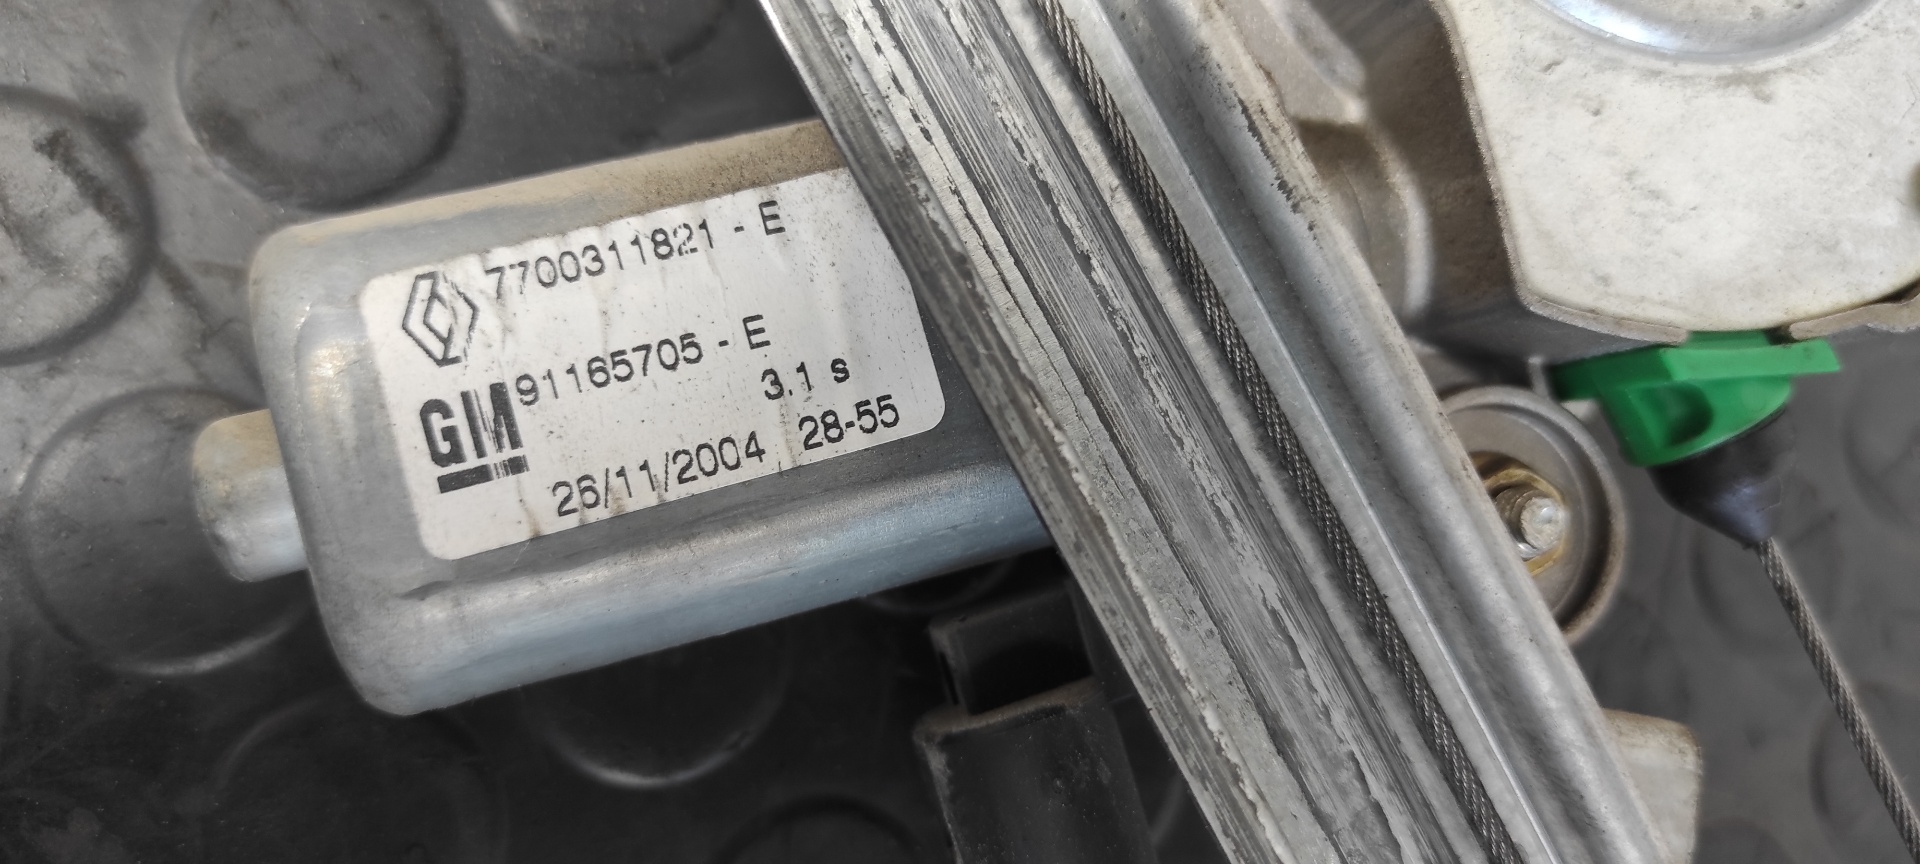 7700311821 - E
91165705 - E
GM
3.1 s
26/11/2004 28-55